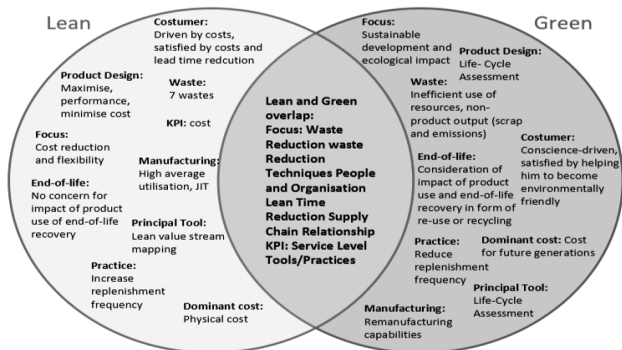 Lean
Green
Costumer:
Driven by costs,
satisfied by costs and
lead time redcution
Product Design:
Maximise,
performance,
minimise cost
Waste:
7 wastes
KPI: cost
Focus:
Cost reduction
and flexibility
Manufacturing:
High average
utilisation, JIT
End-of-life:
No concern for
impact of product
use of end-of-life
recovery
Principal Tool:
Lean value stream
mapping
Practice:
Increase
replenishment
frequency
Dominant cost:
Physical cost
Lean and Green
overlap:
Focus: Waste
Reduction waste
Reduction
Techniques People
and Organisation
Lean Time
Reduction Supply
Chain Relationship
KPI: Service Level
Tools/Practices
Focus:
Sustainable
development and
ecological impact
Product Design:
Life- Cycle
Assessment
Waste:
Inefficient use of
resources, non-
product output (scrap
and emissions)
Costumer:
Conscience-driven,
satisfied by helping
him to become
environmentally
friendly
End-of-life:
Consideration of
impact of product
use and end-of-life
recovery in form of
re-use or recycling
Practice:
Reduce
replenishment
frequency
Dominant cost: Cost
for future generations
Principal Tool:
Life-Cycle
Assessment
Manufacturing:
Remanufacturing
capabilities